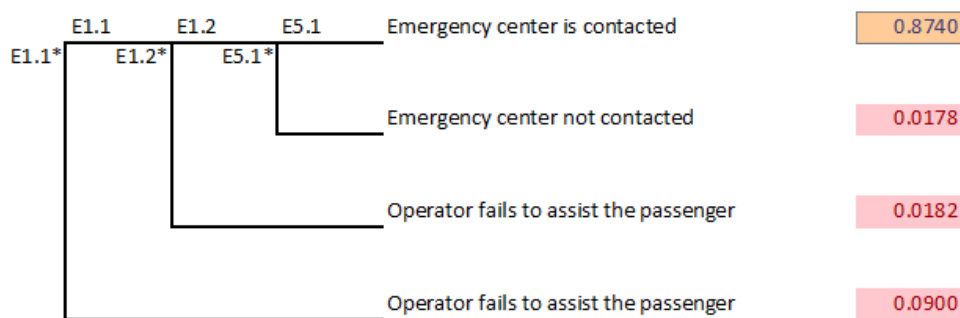 E1.1 E1.2 E5.1 Emergency center is contacted 0.8740
E1.1* E1.2* E5.1*
Emergency center not contacted 0.0178
Operator fails to assist the passenger 0.0182
Operator fails to assist the passenger 0.0900